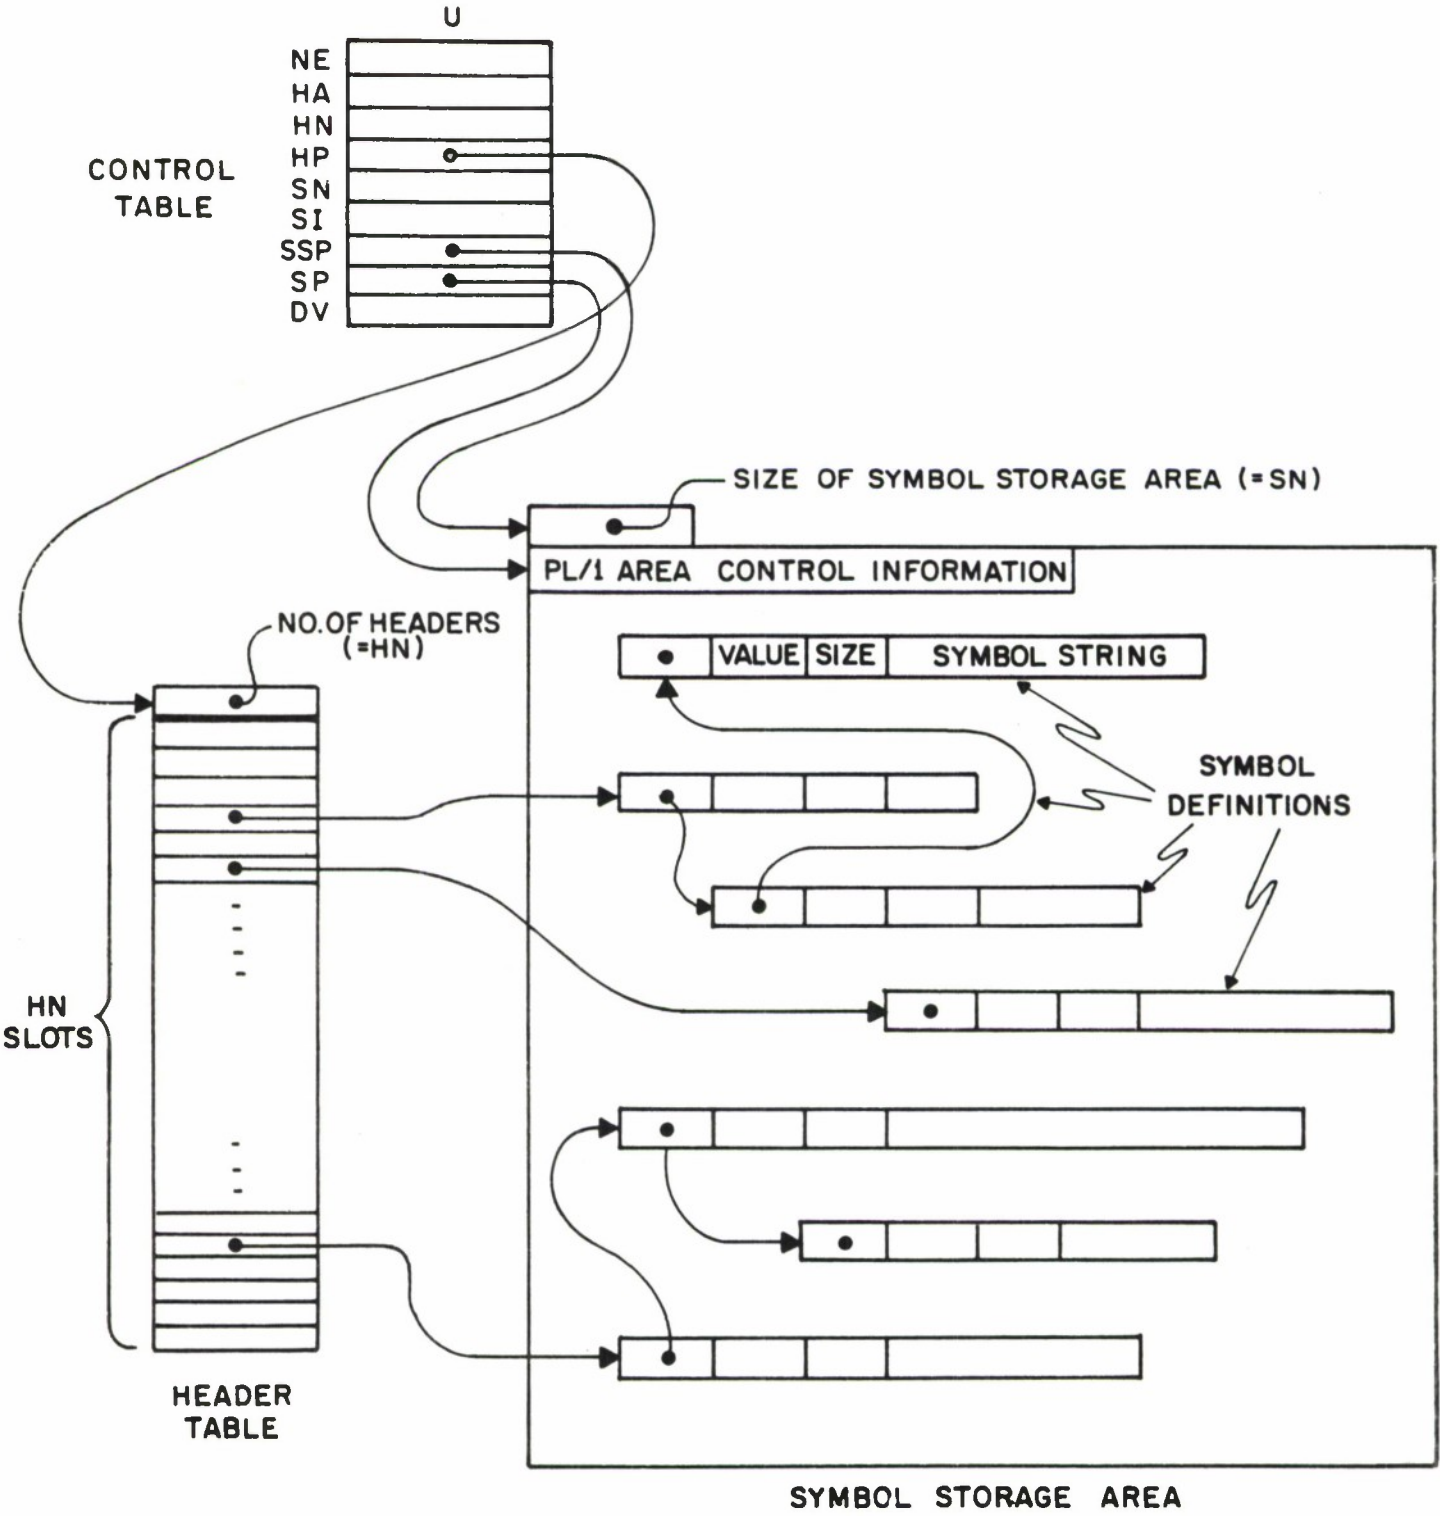 U
NE
HA
HN
HP
SN
SI
SSP
SP
DV
CONTROL
TABLE
SIZE OF SYMBOL STORAGE AREA (=SN)
PL/1 AREA CONTROL INFORMATION
NO. OF HEADERS
(=HN)
VALUE SIZE SYMBOL STRING
SYMBOL
DEFINITIONS
HN
SLOTS
HEADER
TABLE
SYMBOL STORAGE AREA